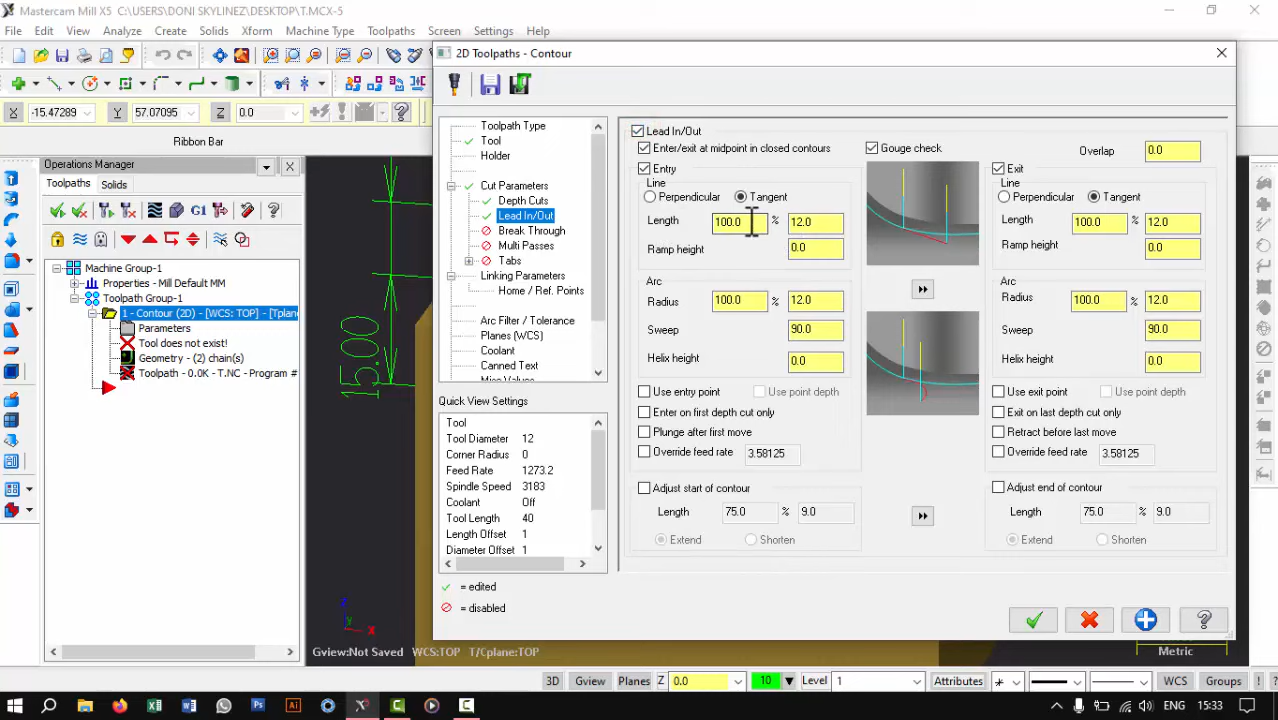 Mastercam Mill X5 C:\USERS\DONI SKYLINEZ\DESKTOP\T.MCX-5
File Edit View Analyze Create Solids Xform Machine Type Toolpaths Screen Settings Help
X -15.47289 Y 57.07095 Z 0.0
Ribbon Bar
Operations Manager
Toolpaths Solids
G1
Machine Group-1
Properties - Mill Default MM
Toolpath Group-1
1 - Contour (2D) - [WCS: TOP] - [Tplane
Parameters
Tool does not exist!
Geometry - (2) chain(s)
Toolpath - 0.0K - T.NC - Program #
15.00
2D Toolpaths - Contour
Toolpath Type
Tool
Holder
Cut Parameters
Depth Cuts
Lead In/Out
Break Through
Multi Passes
Tabs
Linking Parameters
Home / Ref. Points
Arc Filter / Tolerance
Planes (WCS)
Coolant
Canned Text
Misc Values
Quick View Settings
Tool
Tool Diameter 12
Corner Radius 0
Feed Rate 1273.2
Spindle Speed 3183
Coolant Off
Tool Length 40
Length Offset 1
Diameter Offset 1
= edited
= disabled
Lead In/Out
Enter/exit at midpoint in closed contours
Gouge check
Overlap 0.0
Entry
Line
Perpendicular Tangent
Length 100.0 % 12.0
Ramp height 0.0
Arc
Radius 100.0 % 12.0
Sweep 90.0
Helix height 0.0
Use entry point Use point depth
Enter on first depth cut only
Plunge after first move
Override feed rate 3.58125
Adjust start of contour
Length 75.0 % 9.0
Extend Shorten
Exit
Line
Perpendicular Tangent
Length 100.0 % 12.0
Ramp height 0.0
Arc
Radius 100.0 % 12.0
Sweep 90.0
Helix height 0.0
Use exit point Use point depth
Exit on last depth cut only
Retract before last move
Override feed rate 3.58125
Adjust end of contour
Length 75.0 % 9.0
Extend Shorten
Z
Y
X
Gview:Not Saved WCS:TOP T/Cplane:TOP
Metric
3D Gview Planes Z 0.0 10 Level 1 Attributes WCS Groups ! ?
15:33